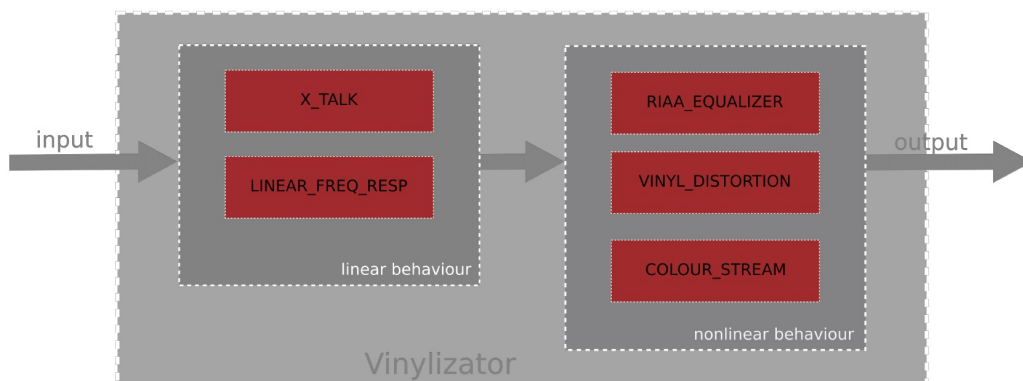 input
X_TALK
LINEAR_FREQ_RESP
linear behaviour
RIAA_EQUALIZER
VINYL_DISTORTION
COLOUR_STREAM
nonlinear behaviour
output
Vinylizator